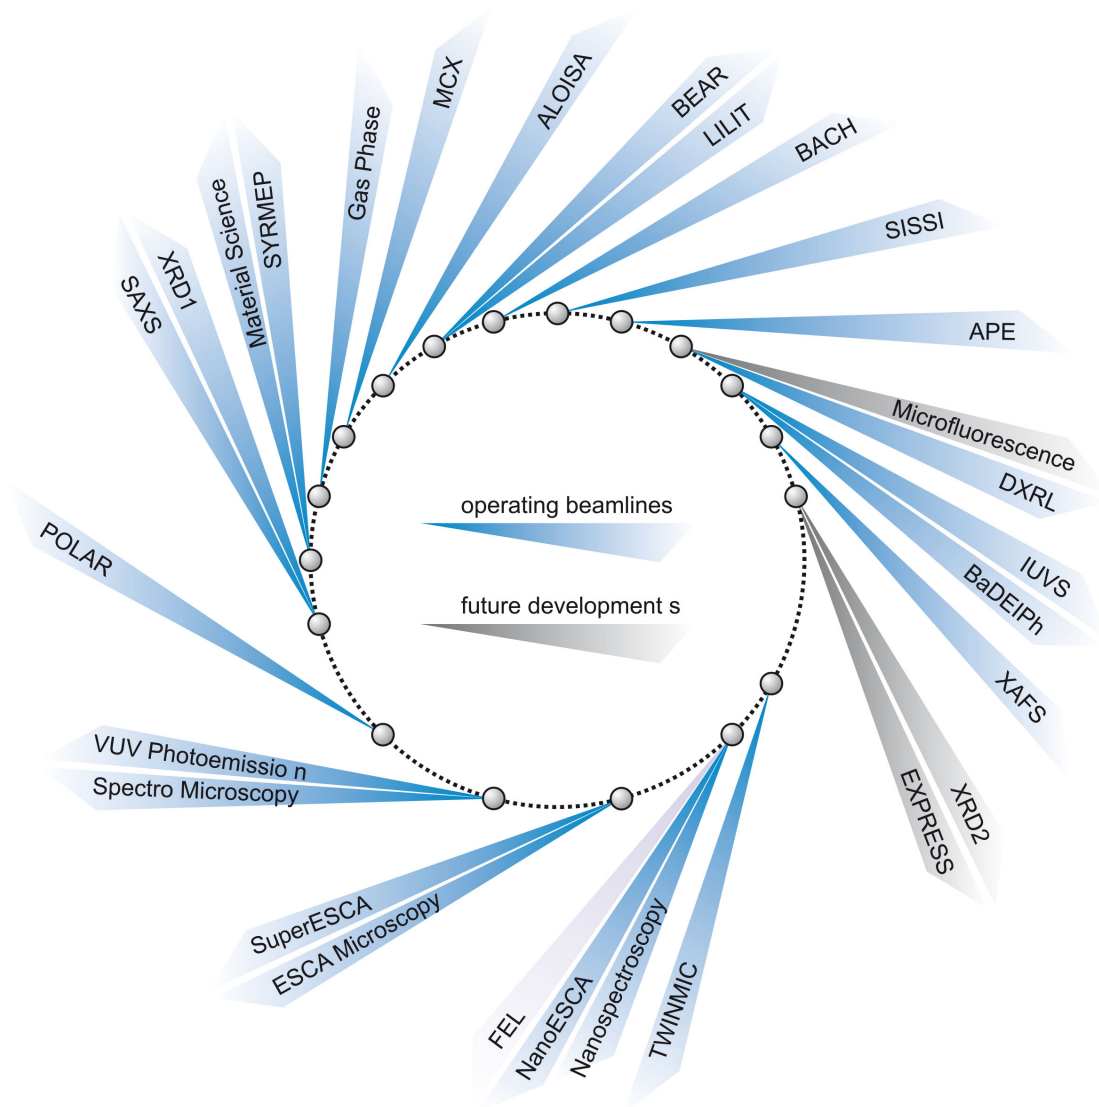 MCX
ALOISA
BEAR
LILIT
BACH
Gas Phase
SYRMEP
Material Science
XRD1
SAXS
SISSI
APE
Microfluorescence
DXRL
IUVS
BaDElPh
XAFS
operating beamlines
future development s
POLAR
VUV Photoemissio n
Spectro Microscopy
XRD2
EXPRESS
SuperESCA
ESCA Microscopy
FEL
NanoESCA
Nanospectroscopy
TWINMIC